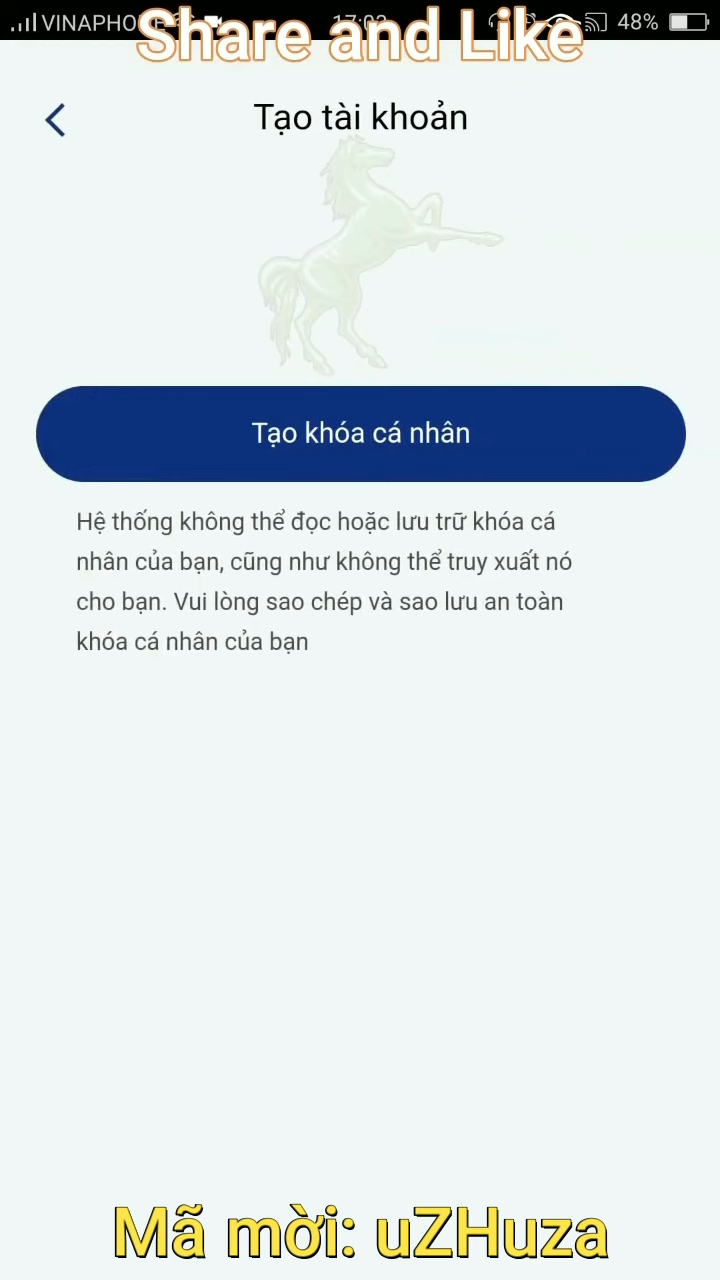 VINAPHO
48%
Share and Like
Tạo tài khoản
Tạo khóa cá nhân
Hệ thống không thể đọc hoặc lưu trữ khóa cá
nhân của bạn, cũng như không thể truy xuất nó
cho bạn. Vui lòng sao chép và sao lưu an toàn
khóa cá nhân của bạn
Mã mời: uZHuza